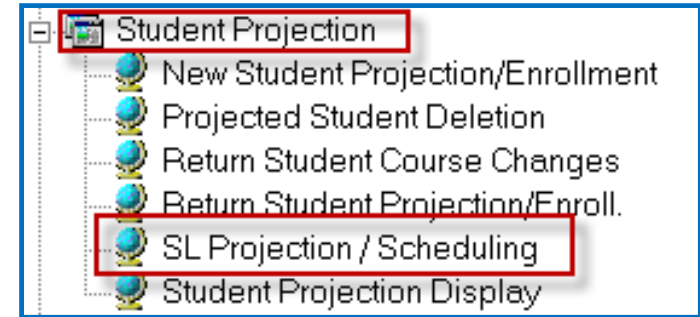 Student Projection
New Student Projection/Enrollment
Projected Student Deletion
Return Student Course Changes
Return Student Projection/Enroll.
SL Projection / Scheduling
Student Projection Display